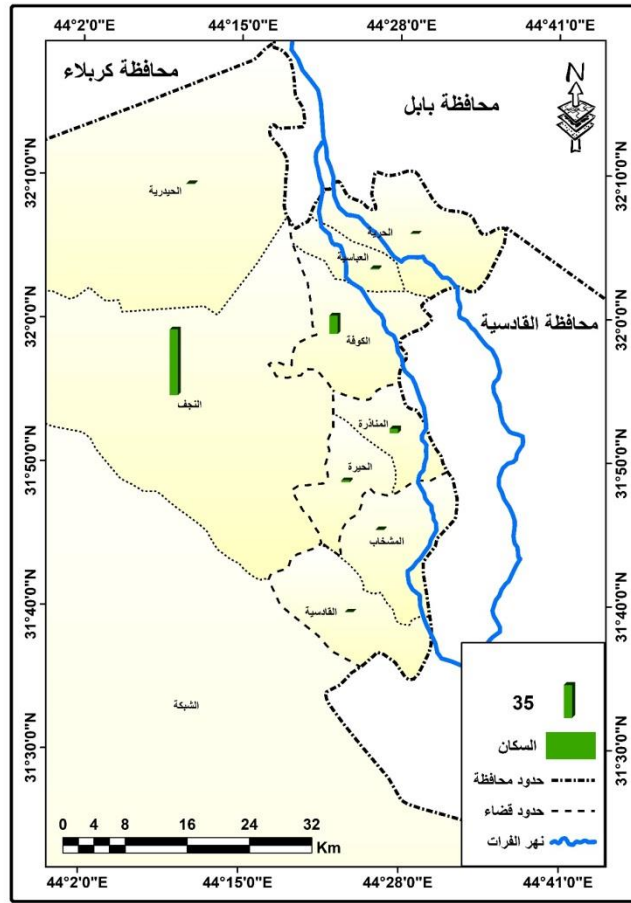 44°2'0"E 44°15'0"E 44°28'0"E 44°41'0"E
محافظة كربلاء
محافظة بابل
N
32°10'0"N 32°10'0"N
الحيدرية
الحرية
العباسية
32°0'0"N 32°0'0"N
محافظة القادسية
الكوفة
النجف
المناذرة
31°50'0"N 31°50'0"N
الحيرة
المشخاب
31°40'0"N 31°40'0"N
القادسية
الشبكة
35
السكان
31°30'0"N 31°30'0"N
حدود محافظة
حدود قضاء
نهر الفرات
0 4 8 16 24 32
Km
44°2'0"E 44°15'0"E 44°28'0"E 44°41'0"E